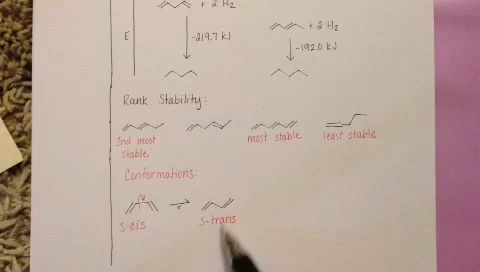 + 2 H2
+ 2 H2
E
-219.7 kJ
-192.0 kJ
Rank Stability:
2nd most
stable
most stable
least stable
Conformations:
s-cis
s-trans